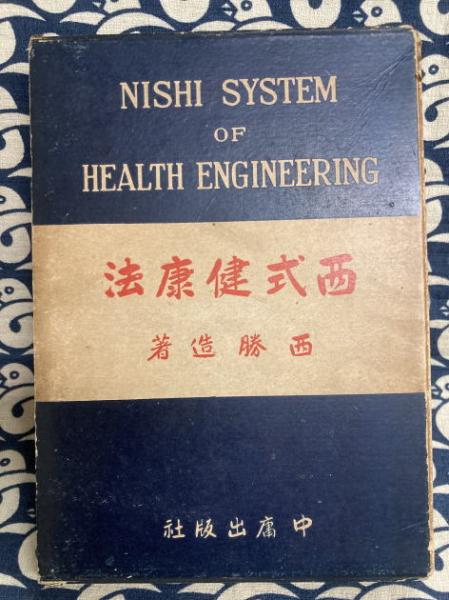 NISHI SYSTEM
OF
HEALTH ENGINEERING
西式健康法
西勝造著
中庸出版社